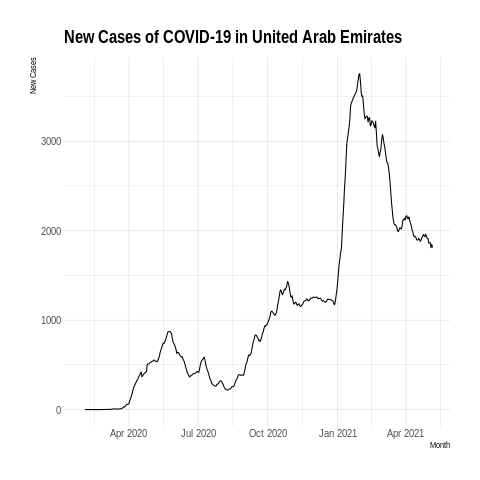 New Cases of COVID-19 in United Arab Emirates
New Cases
3000
2000
1000
0
Apr 2020 Jul 2020 Oct 2020 Jan 2021 Apr 2021
Month